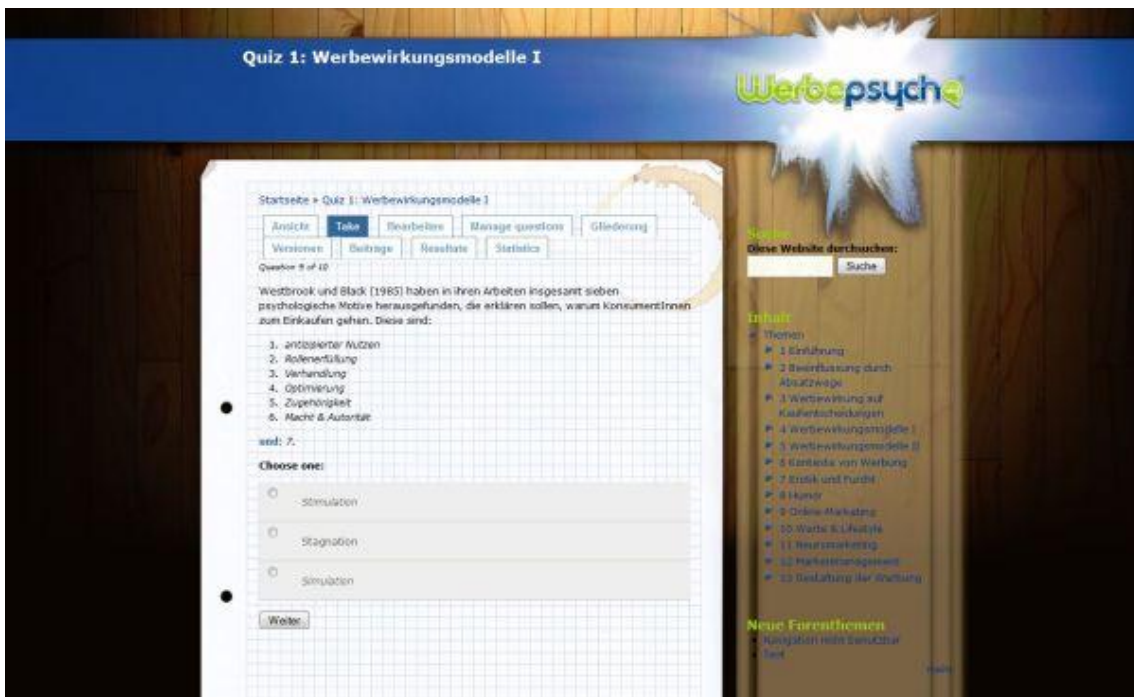 Quiz 1: Werbewirkungsmodelle I
Werbepsyche
Startseite » Quiz 1: Werbewirkungsmodelle I
Ansicht Take Bearbeiten Manage questions Gliederung
Versionen Beiträge Resultate Statistics
Question 9 of 10
Westbrook und Black (1985) haben in ihren Arbeiten insgesamt sieben
psychologische Motive herausgefunden, die erklären sollen, warum KonsumentInnen
zum Einkaufen gehen. Diese sind:
1. antizipierter Nutzen
2. Rollenerfüllung
3. Verhandlung
4. Optimierung
5. Zugehörigkeit
6. Macht & Autorität
und: 7.
Choose one:
Stimulation
Stagnation
Simulation
Weiter
Suche
Diese Website durchsuchen:
Suche
Inhalt
Themen
1 Einführung
2 Beeinflussung durch
Absatzwege
3 Werbewirkung auf
Kaufentscheidungen
4 Werbewirkungsmodelle I
5 Werbewirkungsmodelle II
6 Kontexte von Werbung
7 Erotik und Furcht
8 Humor
9 Online-Marketing
10 Werte & Lifestyle
11 Neuromarketing
12 Markenmanagement
13 Gestaltung der Werbung
Neue Forenthemen
Navigation nicht benutzbar
Test
mehr